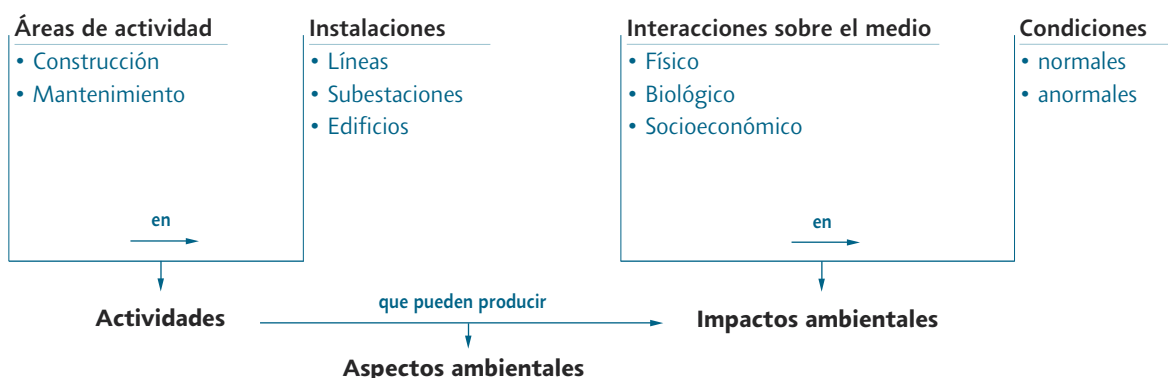 Áreas de actividad
• Construcción
• Mantenimiento
Instalaciones
• Líneas
• Subestaciones
• Edificios
Interacciones sobre el medio
• Físico
• Biológico
• Socioeconómico
Condiciones
• normales
• anormales
en
en
Actividades
que pueden producir
Impactos ambientales
Aspectos ambientales